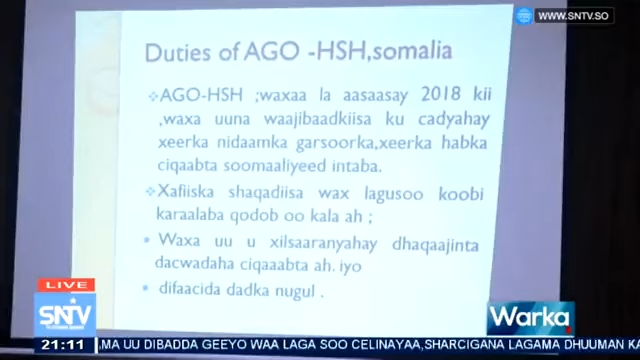 WWW.SNTV.SO
Duties of AGO -HSH,somalia
AGO-HSH ;waxaa la aasaasay 2018 kii
,waxa uuna waajibaadkiisa ku cadyahay
xeerka nidaamka garsoorka,xeerka habka
ciqaabta soomaaliyeed intaba.
Xafiiska shaqadiisa wax lagusoo koobi
karaalaba qodob oo kala ah ;
Waxa uu u xilsaaranyahay dhaqaajinta
dacwadaha ciqaaabta ah. iyo
difaacida dadka nugul .
LIVE
SNTV
Warka
21:11 .MA UU DIBADDA GEEYO WAA LAGA SOO CELINAYAA,SHARCIGANA LAGAMA DHUUMAN KA